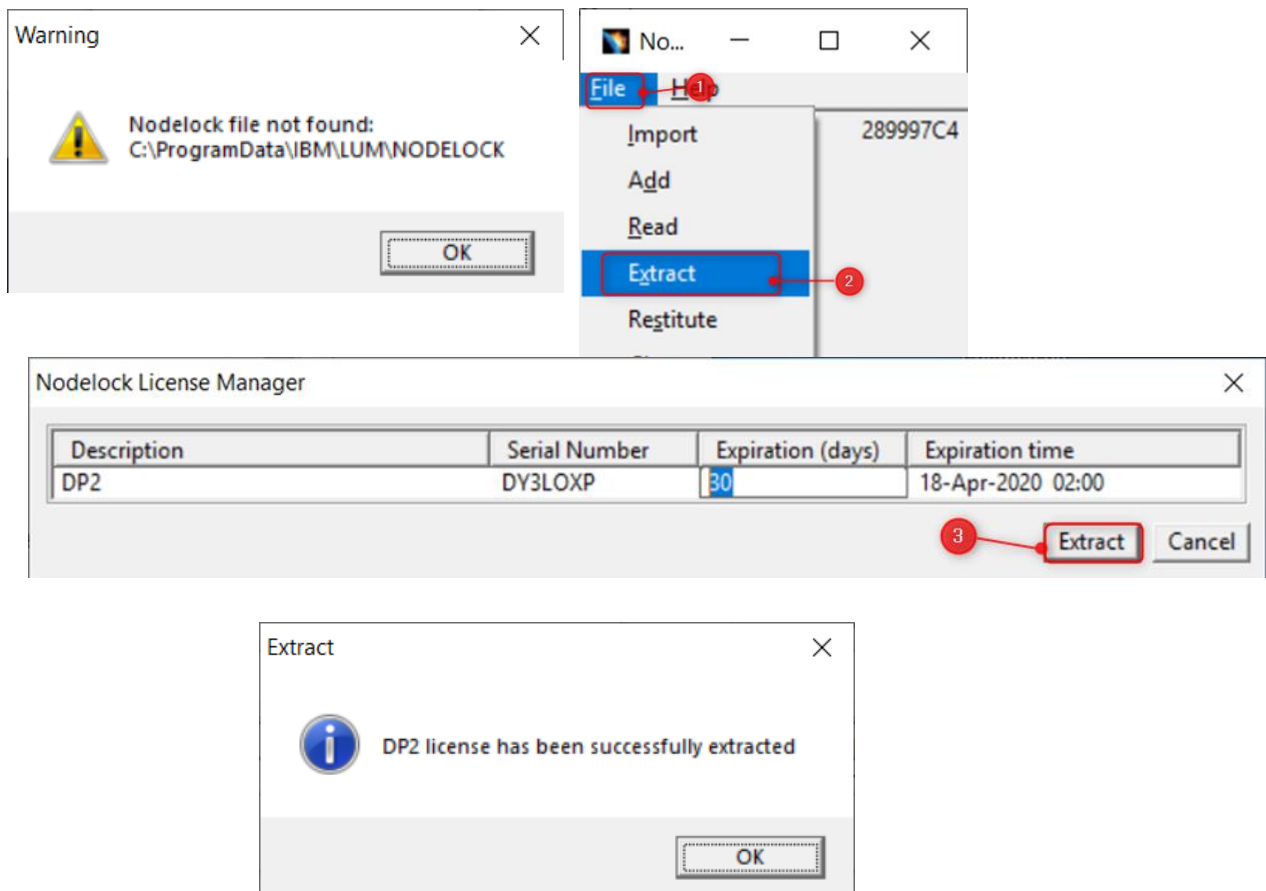 Warning
Nodelock file not found:
C:\ProgramData\IBM\LUM\NODELOCK
OK
No...
File Help
1
Import
289997C4
Add
Read
Extract
2
Restitute
Nodelock License Manager
Description Serial Number Expiration (days) Expiration time
DP2 DY3LOXP 30 18-Apr-2020 02:00
3
Extract Cancel
Extract
DP2 license has been successfully extracted
OK